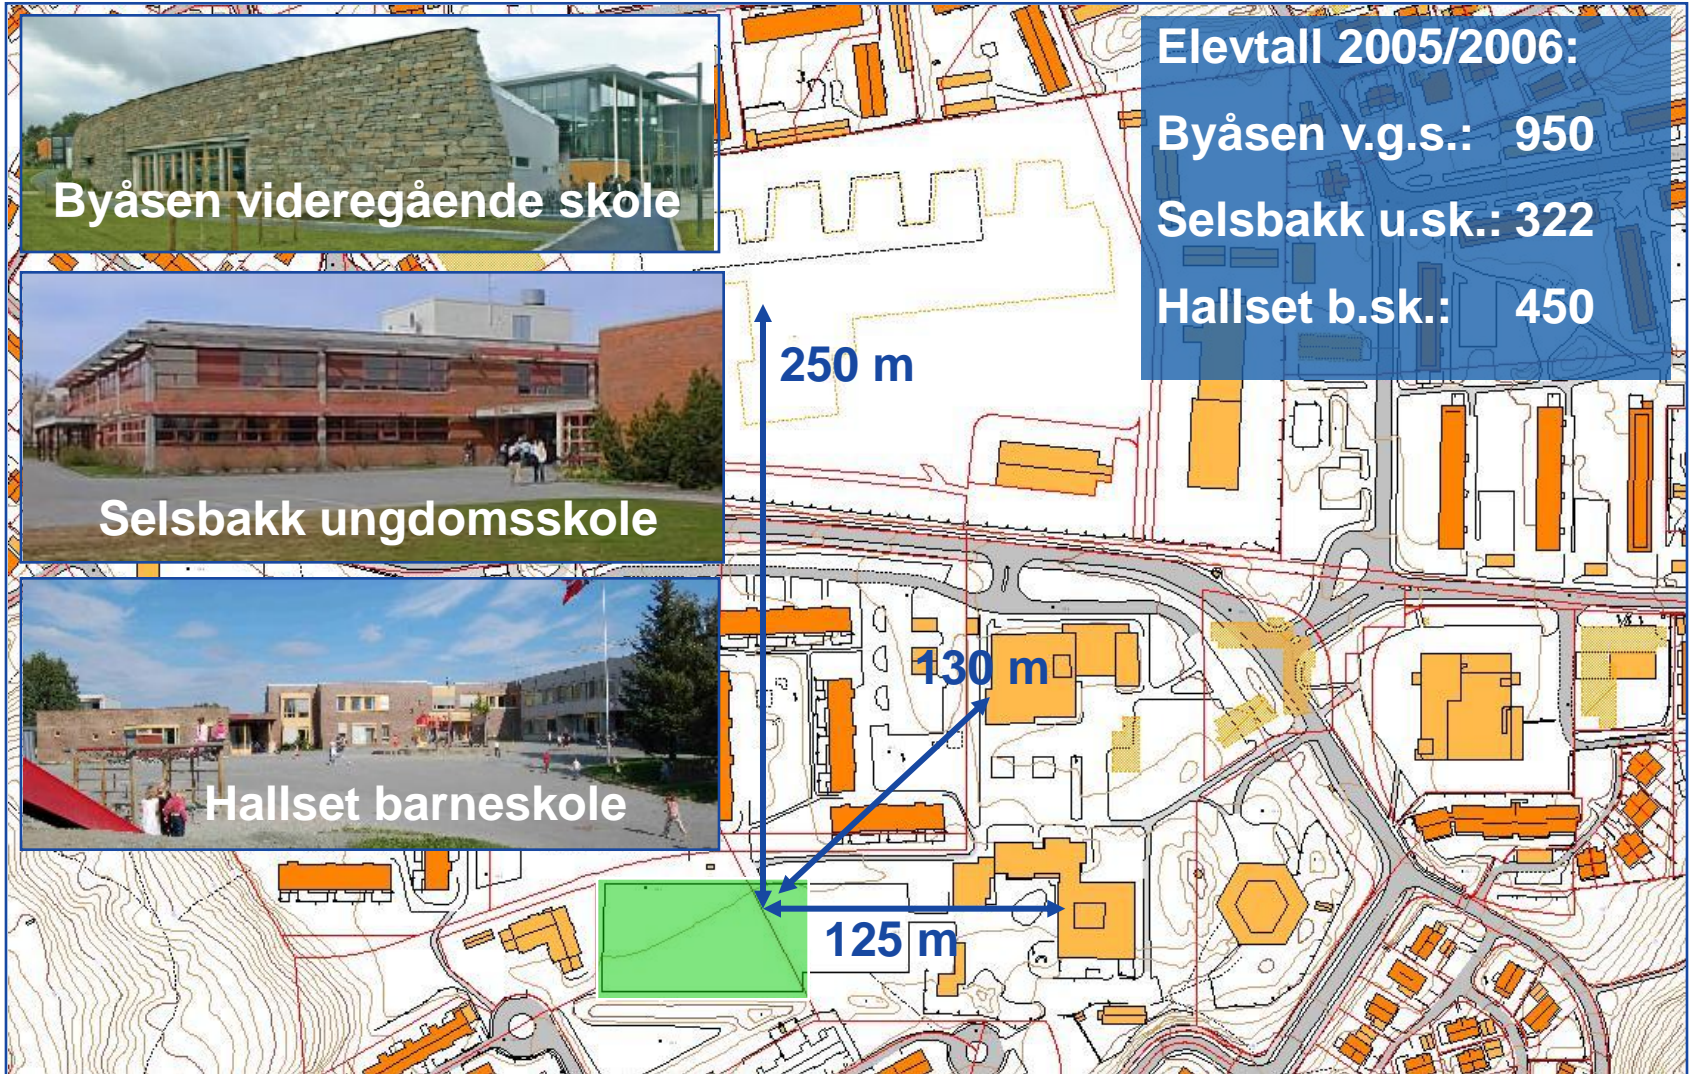 Byåsen videregående skole
Selsbakk ungdomsskole
Hallset barneskole
Elevtall 2005/2006:
Byåsen v.g.s.: 950
Selsbakk u.sk.: 322
Hallset b.sk.: 450
250 m
130 m
125 m